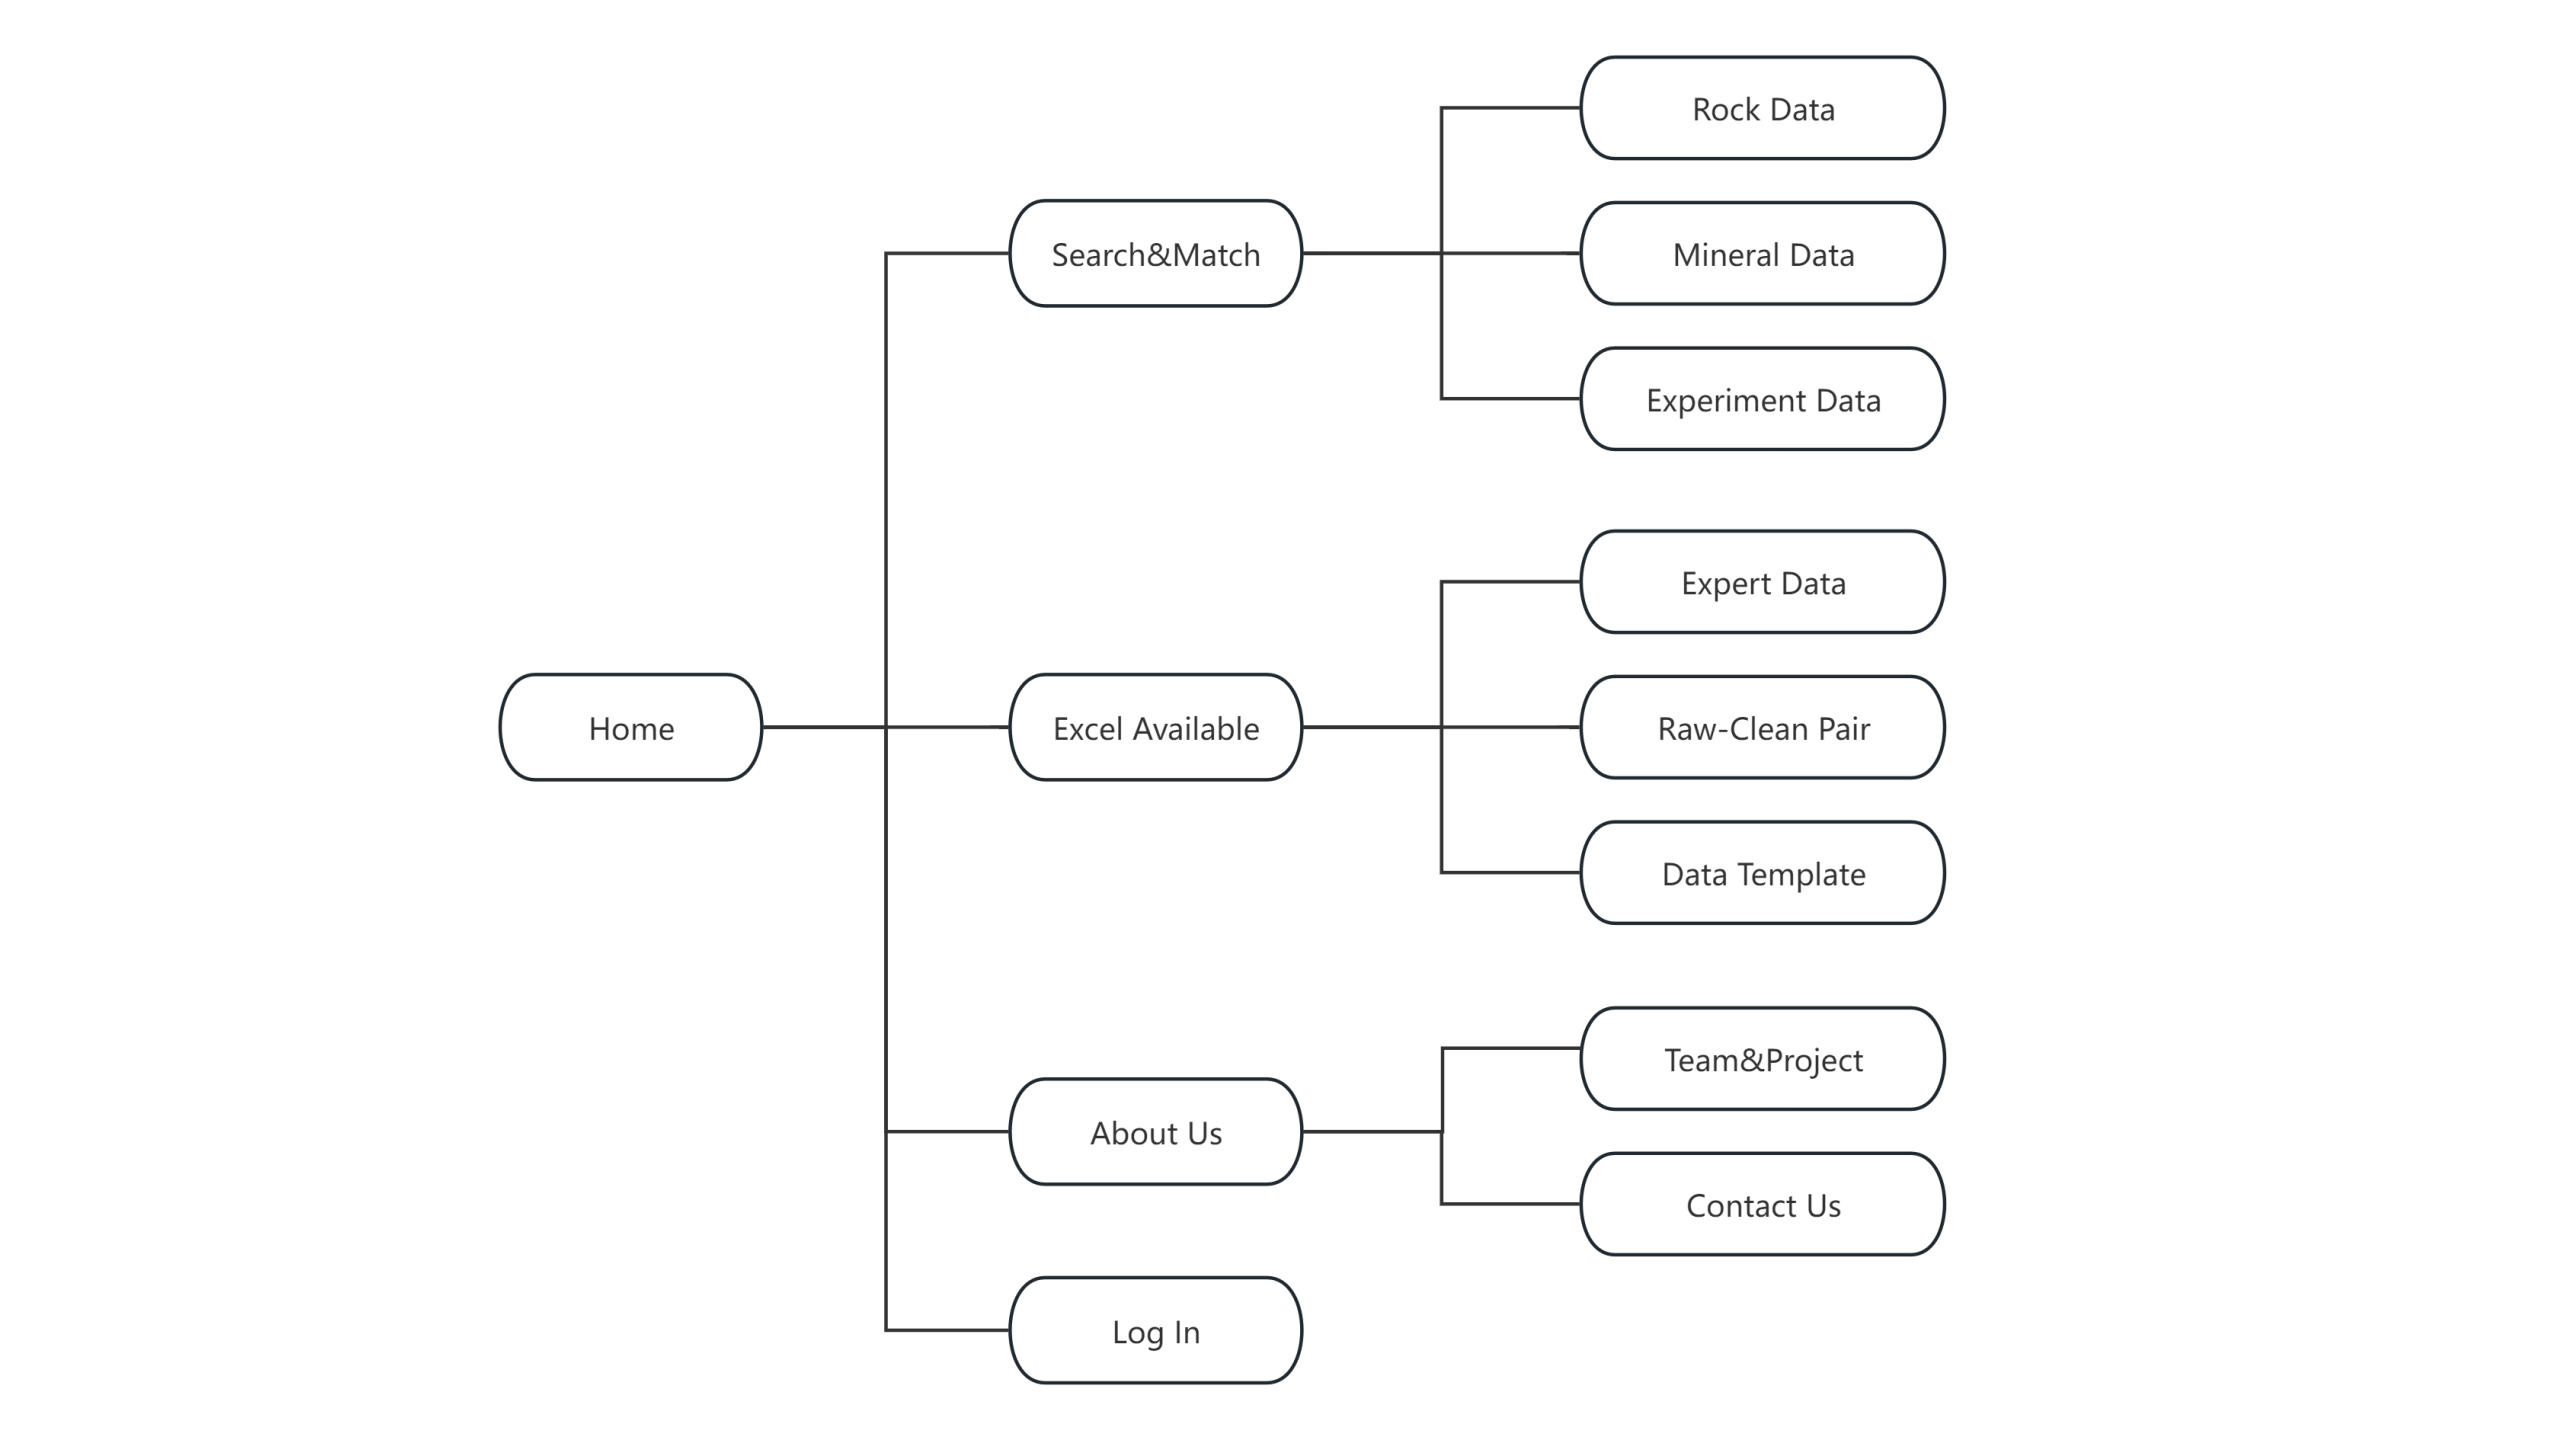 Home
Search&Match
Rock Data
Mineral Data
Experiment Data
Excel Available
Expert Data
Raw-Clean Pair
Data Template
About Us
Team&Project
Contact Us
Log In